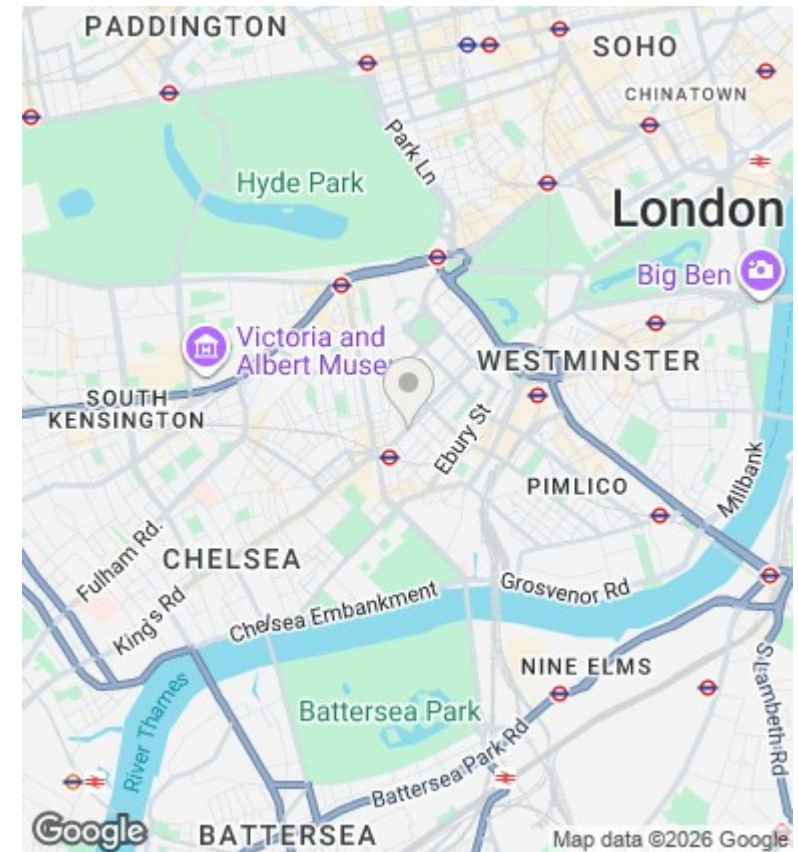 PADDINGTON
SOHO
CHINATOWN
Park Ln
Hyde Park
London
Big Ben
Victoria and
Albert Muse
WESTMINSTER
SOUTH
KENSINGTON
Ebury St
PIMLICO
Millbank
Fulham Rd.
CHELSEA
King's Rd
Grosvenor Rd
Chelsea Embankment
NINE ELMS
S Lambeth Rd
River Thames
Battersea Park
Battersea Park Rd
Google
BATTERSEA
Map data ©2026 Google